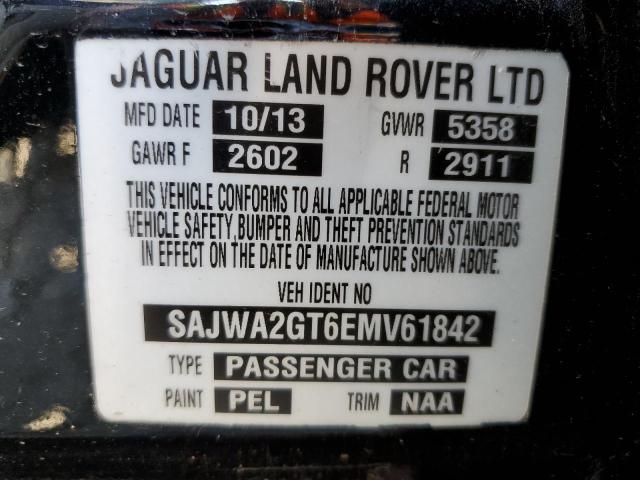 JAGUAR LAND ROVER LTD
MFD DATE 10/13 GVWR 5358
GAWR F 2602 R 2911
THIS VEHICLE CONFORMS TO ALL APPLICABLE FEDERAL MOTOR
VEHICLE SAFETY, BUMPER AND THEFT PREVENTION STANDARDS
IN EFFECT ON THE DATE OF MANUFACTURE SHOWN ABOVE.
VEH IDENT NO
SAJWA2GT6EMV61842
TYPE PASSENGER CAR
PAINT PEL TRIM NAA